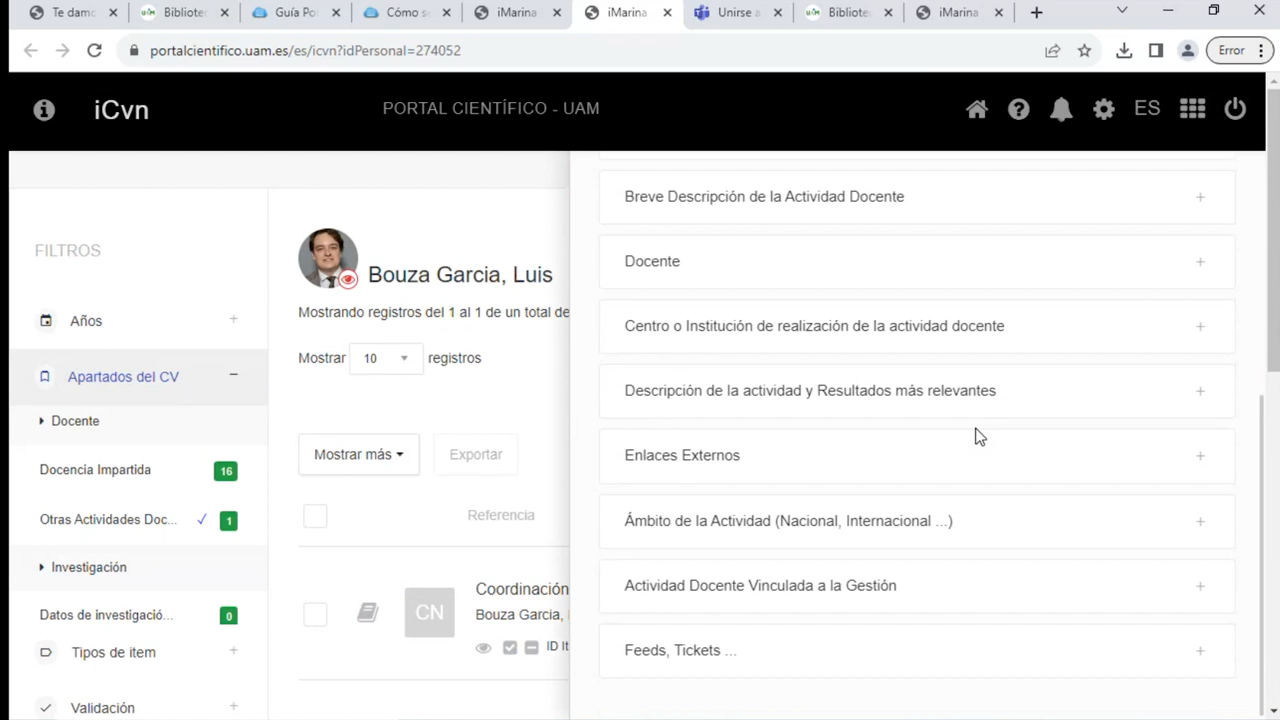 Te damo
Bibliote
Guía Po
Cómo s
iMarina
iMarina
Unirse a
Bibliote
iMarina
portalcientifico.uam.es/es/icvn?idPersonal=274052
Error
iCvn
PORTAL CIENTÍFICO - UAM
ES
FILTROS
Años
Apartados del CV
Docente
Docencia Impartida
16
Otras Actividades Doc...
1
Investigación
Datos de investigació...
0
Tipos de item
Validación
Bouza Garcia, Luis
Mostrando registros del 1 al 1 de un total de
Mostrar 10 registros
Mostrar más
Exportar
Referencia
CN
Coordinación
Bouza Garcia,
ID It
Breve Descripción de la Actividad Docente
Docente
Centro o Institución de realización de la actividad docente
Descripción de la actividad y Resultados más relevantes
Enlaces Externos
Ámbito de la Actividad (Nacional, Internacional ...)
Actividad Docente Vinculada a la Gestión
Feeds, Tickets ...